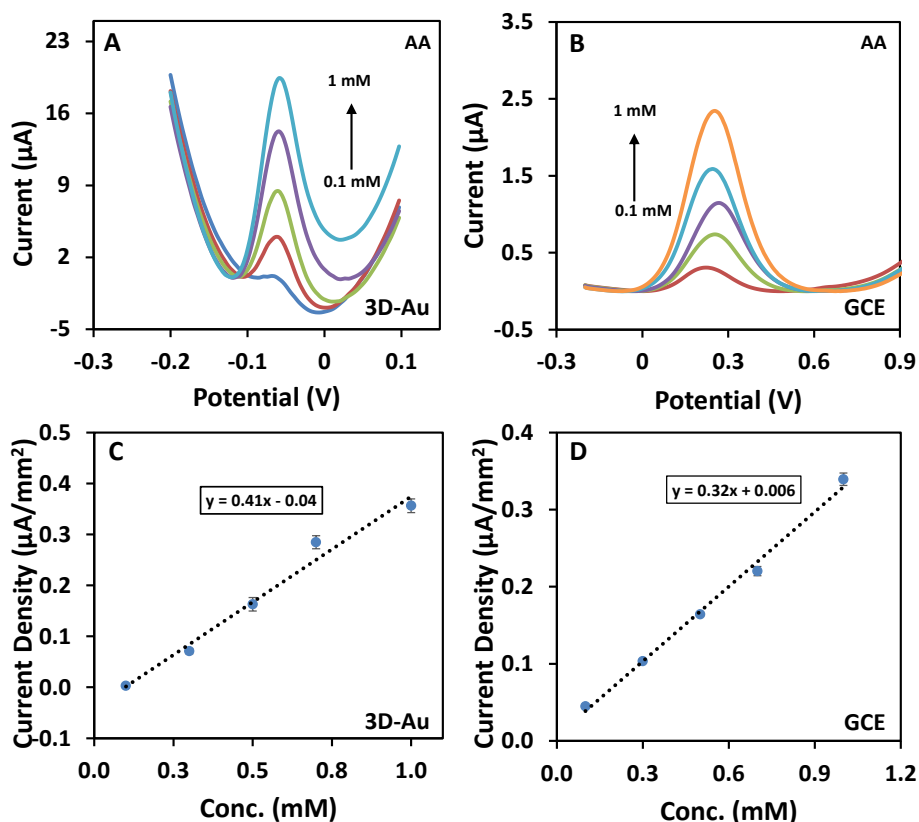 A
AA
1 mM
0.1 mM
3D-Au
Current (µA)
23
16
9
2
-5
-0.3
-0.2
-0.1
0
0.1
Potential (V)
B
AA
1 mM
0.1 mM
GCE
Current (µA)
3.5
2.5
1.5
0.5
-0.5
-0.3
0
0.3
0.6
0.9
Potential (V)
C
y = 0.41x - 0.04
3D-Au
Current Density (µA/mm²)
0.5
0.4
0.3
0.2
0.1
0.0
-0.1
0.0
0.5
1.0
Conc. (mM)
D
y = 0.32x + 0.006
GCE
Current Density (µA/mm²)
0.4
0.3
0.2
0.1
0.0
0.0
0.3
0.6
0.9
1.2
Conc. (mM)